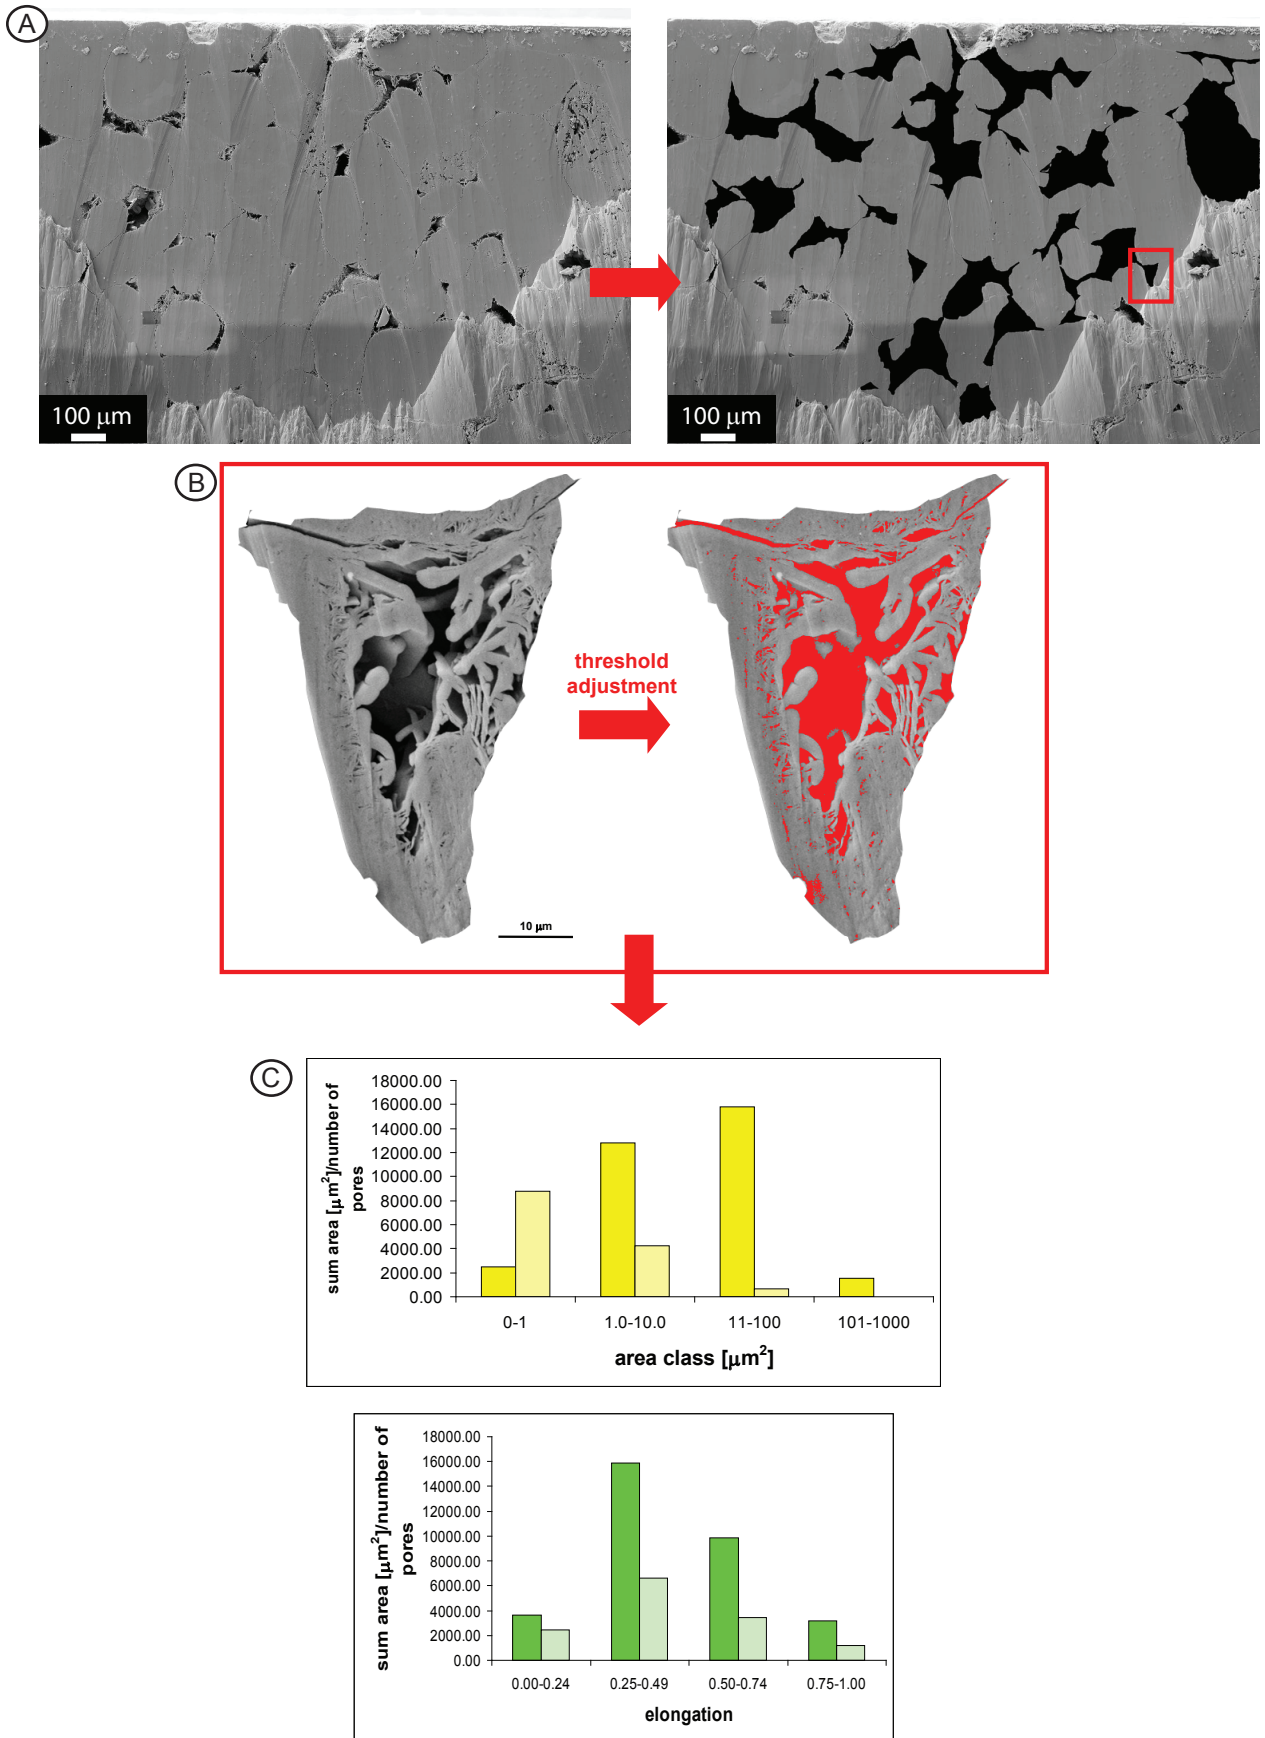 A
100 μm
100 μm
B
threshold
adjustment
10 μm
C
sum area [μm²]/number of
pores
18000.00
16000.00
14000.00
12000.00
10000.00
8000.00
6000.00
4000.00
2000.00
0.00
0-1
1.0-10.0
11-100
101-1000
area class [μm²]
sum area [μm²]/number of
pores
18000.00
16000.00
14000.00
12000.00
10000.00
8000.00
6000.00
4000.00
2000.00
0.00
0.00-0.24
0.25-0.49
0.50-0.74
0.75-1.00
elongation